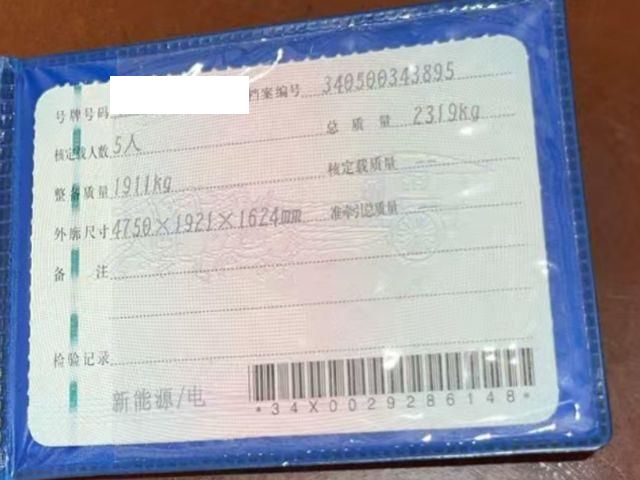 号牌号码 档案编号 340500343895
核定载人数 5人 总质量 2319kg
整备质量 1911kg 核定载质量 --
外廓尺寸 4750×1921×1624mm 准牵引总质量 --
备注
检验记录
新能源/电
*34X0029286148*